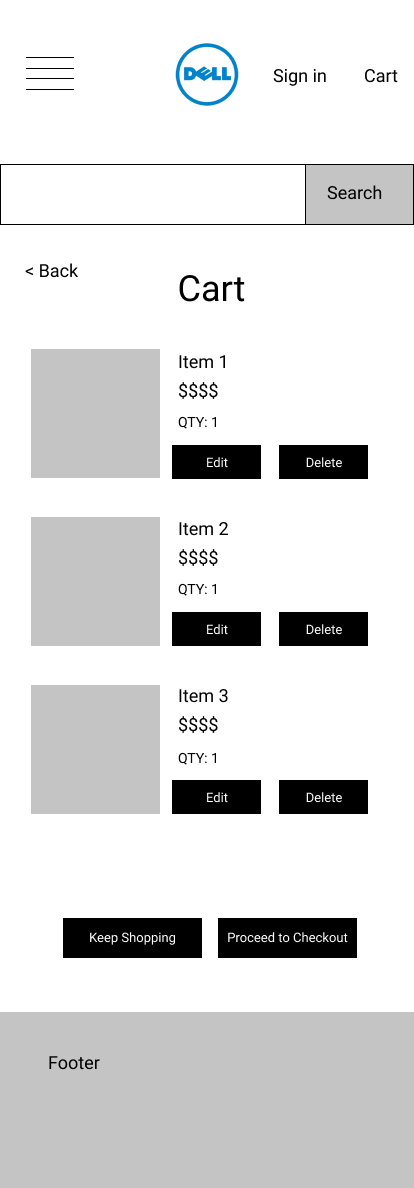 DELL
Sign in
Cart
Search
< Back
Cart
Item 1
$$$$
QTY: 1
Edit
Delete
Item 2
$$$$
QTY: 1
Edit
Delete
Item 3
$$$$
QTY: 1
Edit
Delete
Keep Shopping
Proceed to Checkout
Footer